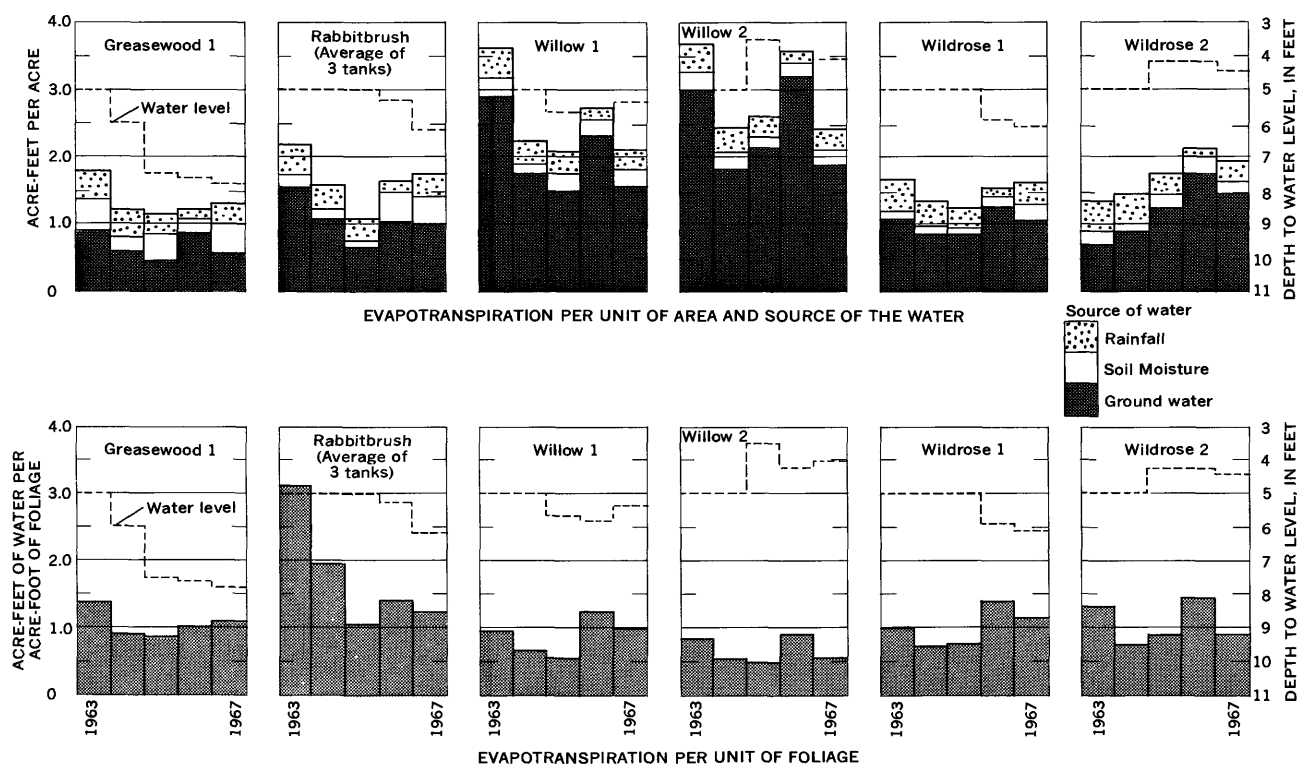 4.0
3.0
2.0
1.0
0
ACRE-FEET PER ACRE
Greasewood 1
Water level
Rabbitbrush
(Average of
3 tanks)
Willow 1
Willow 2
Wildrose 1
Wildrose 2
3
4
5
6
7
8
9
10
11
DEPTH TO WATER LEVEL, IN FEET
EVAPOTRANSPIRATION PER UNIT OF AREA AND SOURCE OF THE WATER
Source of water
Rainfall
Soil Moisture
Ground water
4.0
3.0
2.0
1.0
0
ACRE-FEET OF WATER PER
ACRE-FOOT OF FOLIAGE
Greasewood 1
Water level
Rabbitbrush
(Average of
3 tanks)
Willow 1
Willow 2
Wildrose 1
Wildrose 2
3
4
5
6
7
8
9
10
11
DEPTH TO WATER LEVEL, IN FEET
1963
1967
1963
1967
1963
1967
1963
1967
1963
1967
1963
1967
EVAPOTRANSPIRATION PER UNIT OF FOLIAGE